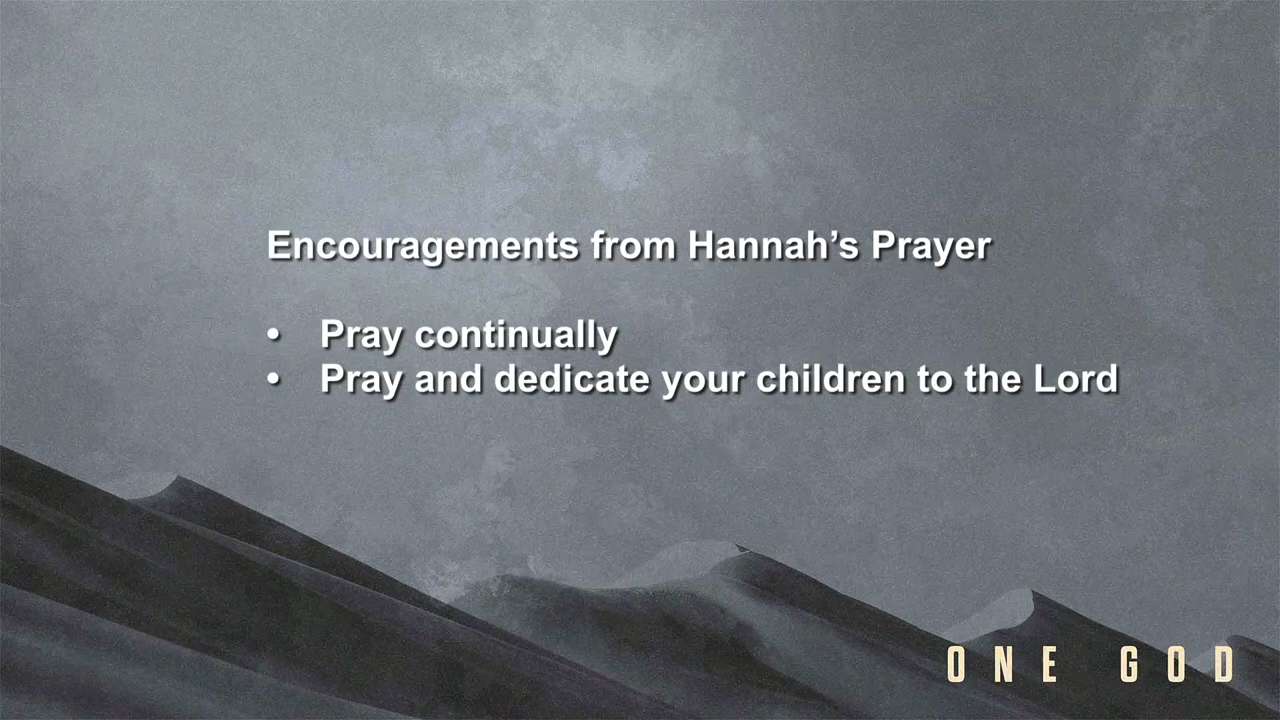 Encouragements from Hannah’s Prayer
• Pray continually
• Pray and dedicate your children to the Lord
ONE GOD